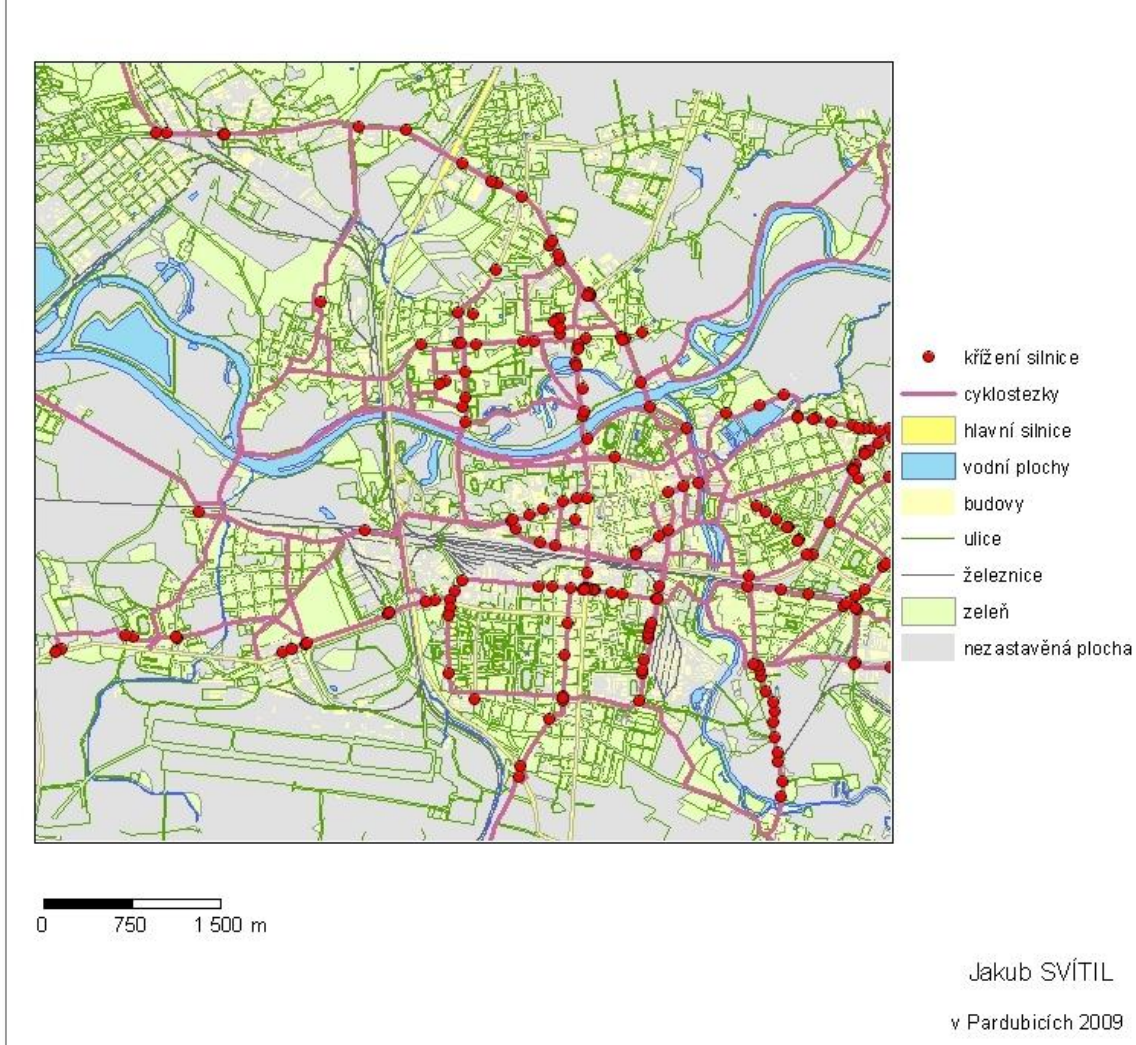 křížení silnice
cyklostezky
hlavní silnice
vodní plochy
budovy
ulice
železnice
zeleň
nezastavěná plocha
0 750 1 500 m
Jakub SVÍTIL
v Pardubicích 2009